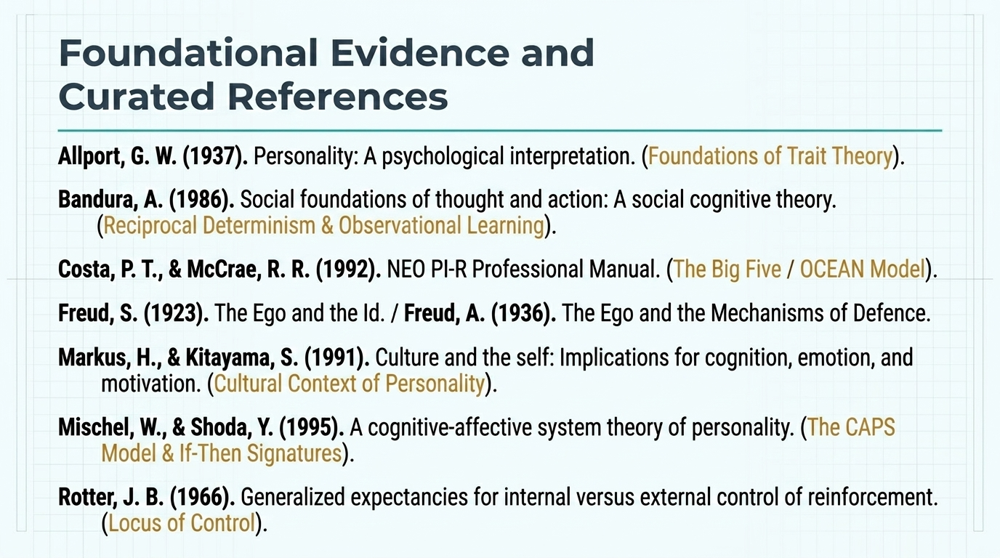 Foundational Evidence and
Curated References
Allport, G. W. (1937). Personality: A psychological interpretation. (Foundations of Trait Theory).
Bandura, A. (1986). Social foundations of thought and action: A social cognitive theory.
(Reciprocal Determinism & Observational Learning).
Costa, P. T., & McCrae, R. R. (1992). NEO PI-R Professional Manual. (The Big Five / OCEAN Model).
Freud, S. (1923). The Ego and the Id. / Freud, A. (1936). The Ego and the Mechanisms of Defence.
Markus, H., & Kitayama, S. (1991). Culture and the self: Implications for cognition, emotion, and
motivation. (Cultural Context of Personality).
Mischel, W., & Shoda, Y. (1995). A cognitive-affective system theory of personality. (The CAPS
Model & If-Then Signatures).
Rotter, J. B. (1966). Generalized expectancies for internal versus external control of reinforcement.
(Locus of Control).